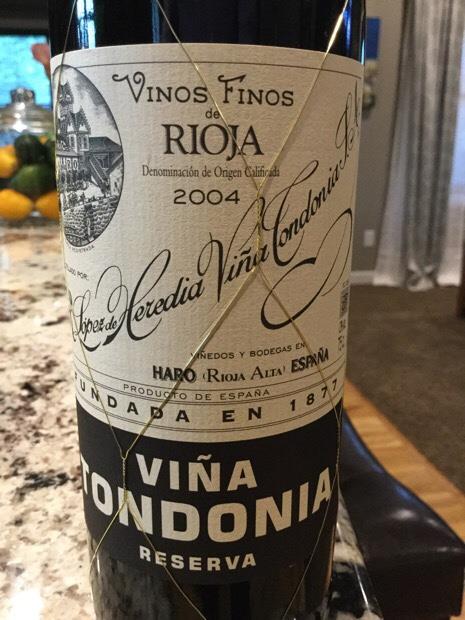 VINOS FINOS
de
RIOJA
Denominación de Origen Calificada
2004
POR:
López de Heredia Viña Tondonia S.A.
VIÑEDOS Y BODEGAS EN
HARO (RIOJA ALTA) ESPAÑA
PRODUCTO DE ESPAÑA
FUNDADA EN 1877
VIÑA
TONDONIA
RESERVA